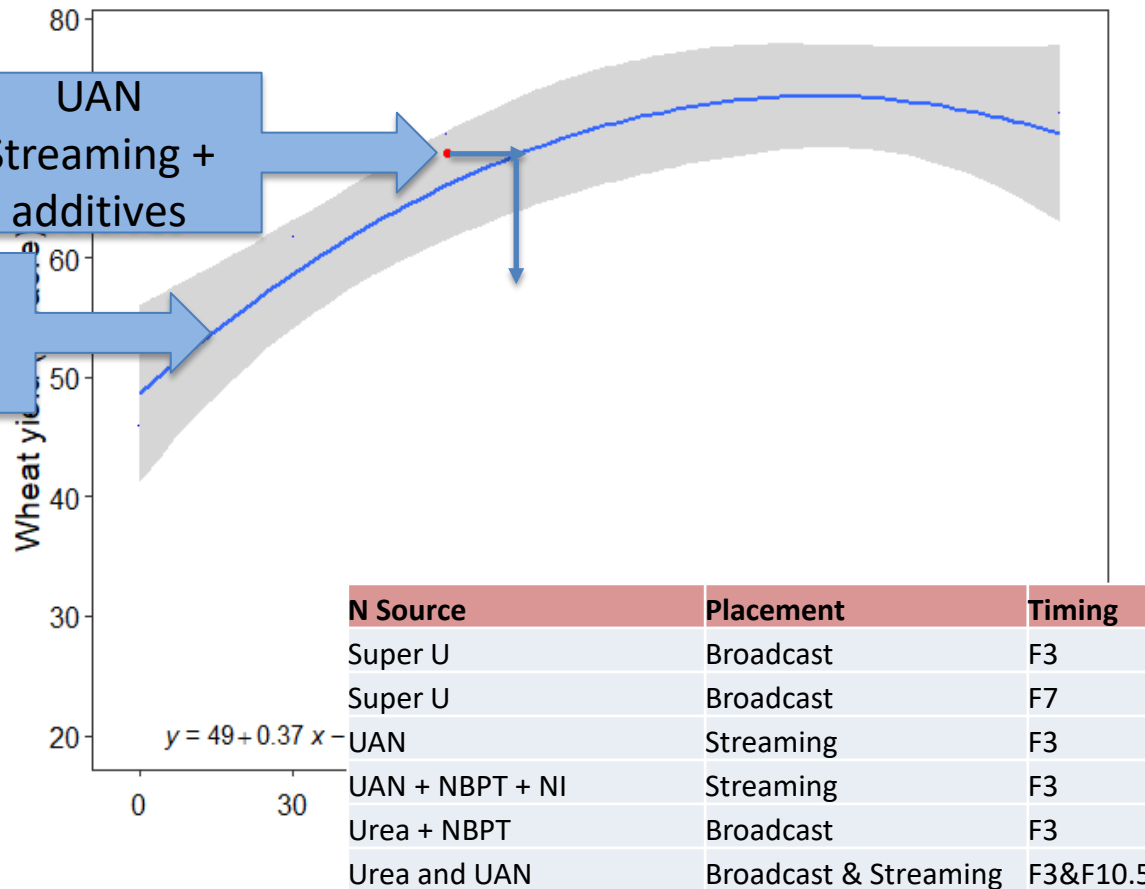 80
UAN
Streaming +
additives
60
50
Wheat yield
40
30
20
y = 49 + 0.37 x −
0
30
N Source Placement Timing
Super U Broadcast F3
Super U Broadcast F7
UAN Streaming F3
UAN + NBPT + NI Streaming F3
Urea + NBPT Broadcast F3
Urea and UAN Broadcast & Streaming F3&F10.5